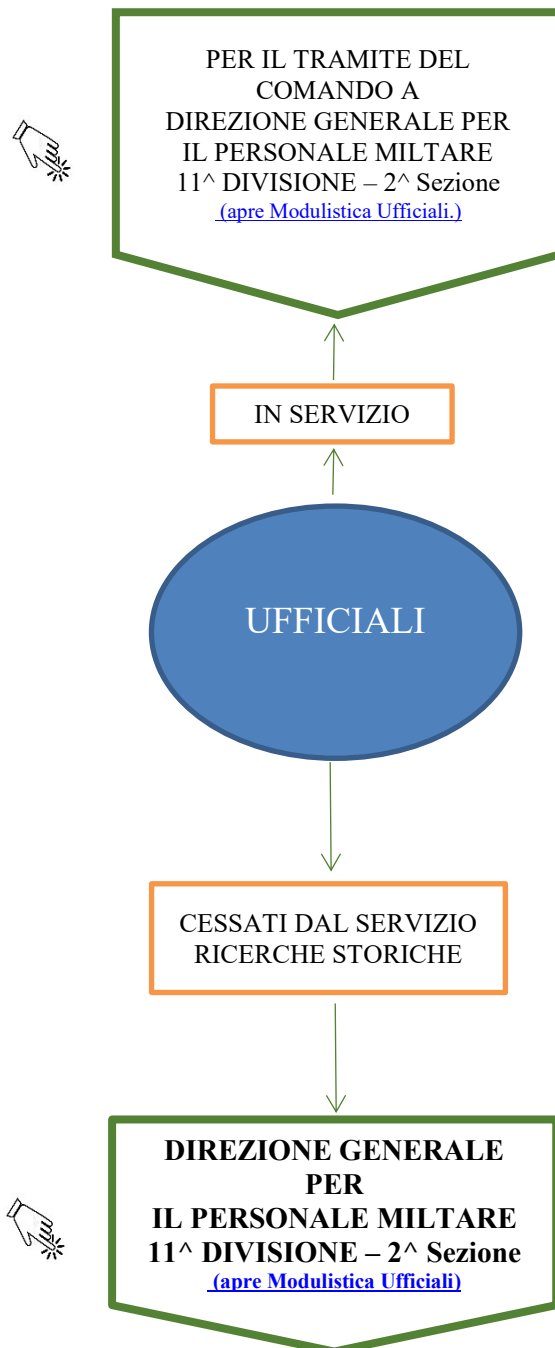 PER IL TRAMITE DEL
COMANDO A
DIREZIONE GENERALE PER
IL PERSONALE MILTARE
11^ DIVISIONE – 2^ Sezione
(apre Modulistica Ufficiali.)
IN SERVIZIO
UFFICIALI
CESSATI DAL SERVIZIO
RICERCHE STORICHE
DIREZIONE GENERALE
PER
IL PERSONALE MILTARE
11^ DIVISIONE – 2^ Sezione
(apre Modulistica Ufficiali)